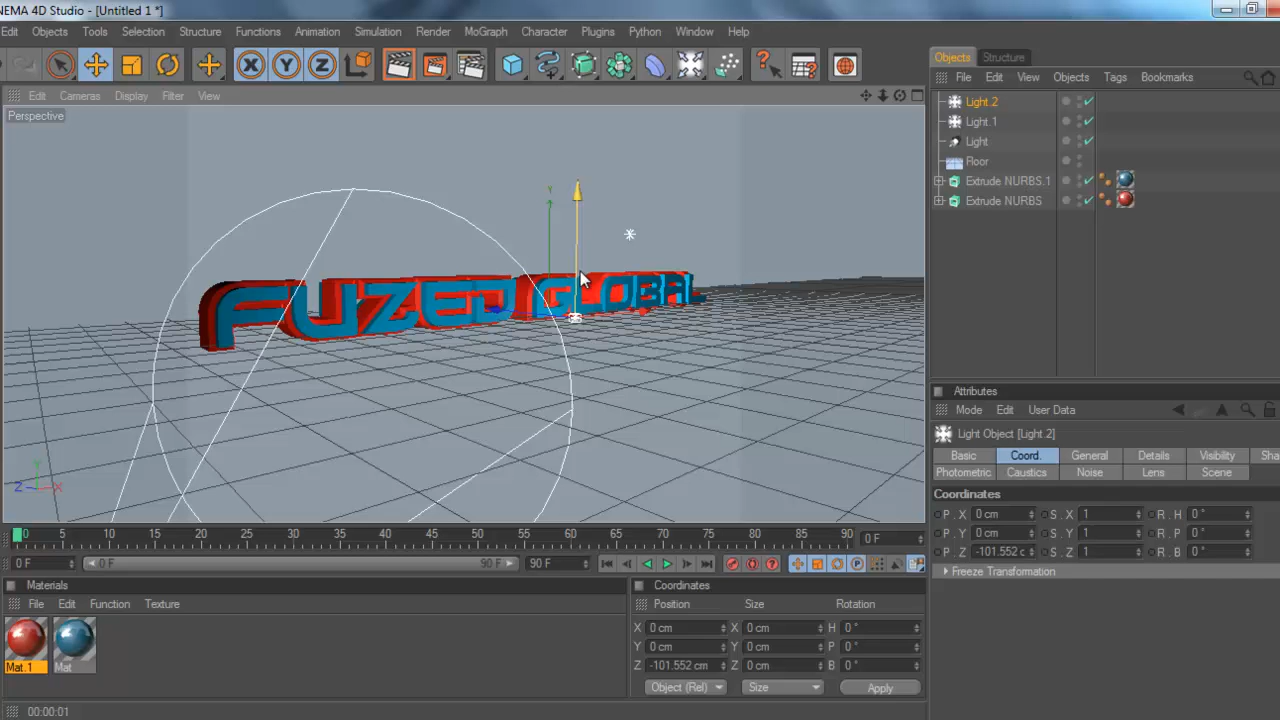 NEMA 4D Studio - [Untitled 1 *]
Edit Objects Tools Selection Structure Functions Animation Simulation Render MoGraph Character Plugins Python Window Help
X Y Z
Edit Cameras Display Filter View
Perspective
Y
FUZED GLOBAL
Y
Z X
0 5 10 15 20 25 30 35 40 45 50 55 60 65 70 75 80 85 90 0 F
0 F 0 F 90 F 90 F
Materials
File Edit Function Texture
Mat.1 Mat
00:00:01
Coordinates
Position Size Rotation
X 0 cm X 0 cm H 0 °
Y 0 cm Y 0 cm P 0 °
Z -101.552 cm Z 0 cm B 0 °
Object (Rel) Size Apply
Objects Structure
File Edit View Objects Tags Bookmarks
Light.2
Light.1
Light
Floor
Extrude NURBS.1
Extrude NURBS
Attributes
Mode Edit User Data
Light Object [Light.2]
Basic Coord. General Details Visibility Sha
Photometric Caustics Noise Lens Scene
Coordinates
P . X 0 cm S . X 1 R . H 0 °
P . Y 0 cm S . Y 1 R . P 0 °
P . Z -101.552 c S . Z 1 R . B 0 °
Freeze Transformation